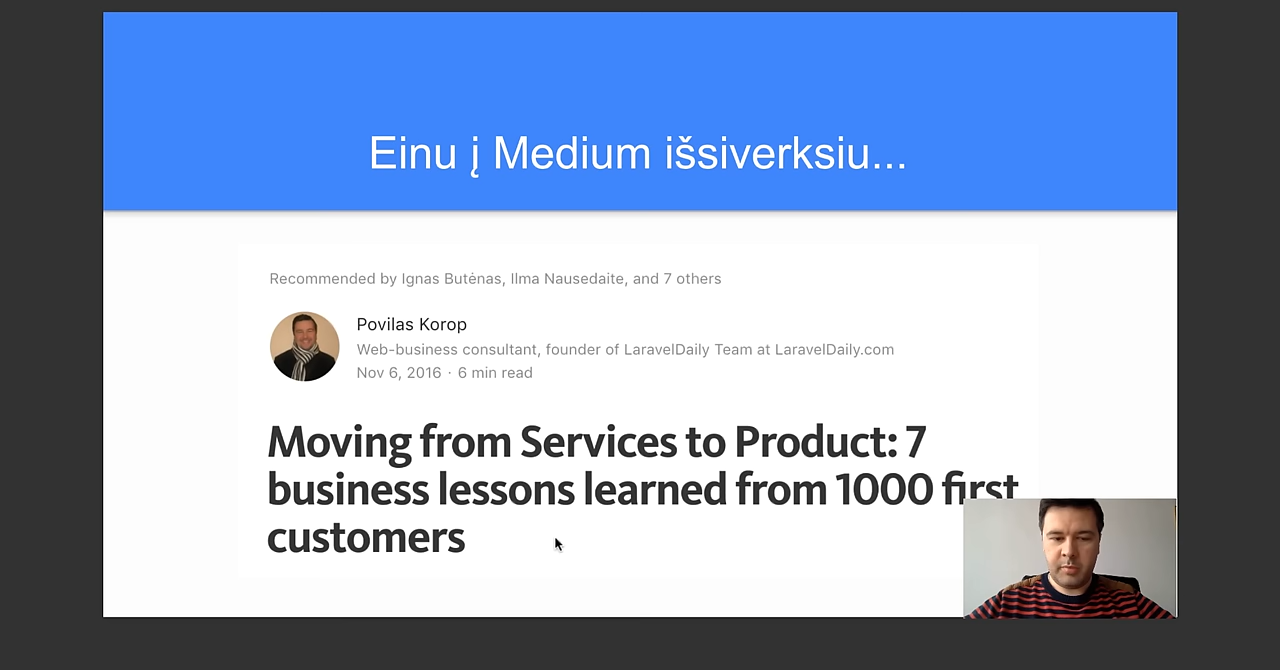 Einu į Medium išsiverksiu...
Recommended by Ignas Butėnas, Ilma Nausedaite, and 7 others
Povilas Korop
Web-business consultant, founder of LaravelDaily Team at LaravelDaily.com
Nov 6, 2016 · 6 min read
Moving from Services to Product: 7
business lessons learned from 1000 first
customers